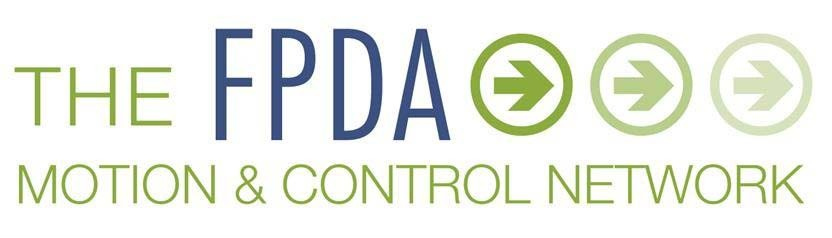 THE FPDA
MOTION & CONTROL NETWORK